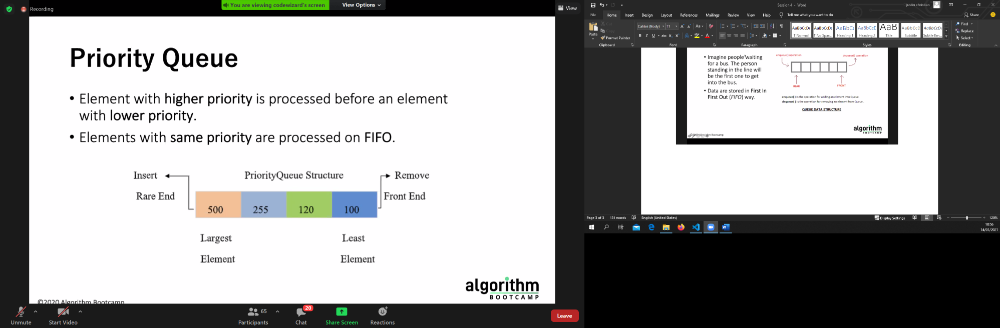 Recording
You are viewing codewizard's screen
View Options
View
Priority Queue
• Element with higher priority is processed before an element
with lower priority.
• Elements with same priority are processed on FIFO.
Insert
PriorityQueue Structure
Remove
Rare End
Front End
500 255 120 100
Largest
Least
Element
Element
algorithm
BOOTCAMP
©2020 Algorithm Bootcamp
Unmute
Start Video
65
Participants
20
Chat
Share Screen
Reactions
Leave
Session 4 - Word
justin christian
File Home Insert Design Layout References Mailings Review View Help Tell me what you want to do
Share
Paste
Cut
Copy
Format Painter
Clipboard
Calibri (Body) 11
Font
Paragraph
AaBbCcDc AaBbCcDc AaBbCc AaBbCcE AaB AaBbCcD AaBbCcDc
¶ Normal ¶ No Spac... Heading 1 Heading 2 Title Subtitle Subtle Em...
Styles
Find
Replace
Select
Editing
• Imagine people waiting
for a bus. The person
standing in the line will
be the first one to get
into the bus.
• Data are stored in First In
First Out (FIFO) way.
enqueue() operation
dequeue() operation
REAR
FRONT
enqueue( ) is the operation for adding an element into Queue.
dequeue( ) is the operation for removing an element from Queue .
QUEUE DATA STRUCTURE
algorithm
BOOTCAMP
©2020 Algorithm Bootcamp
Page 3 of 3 131 words English (United States)
Display Settings
120%
18:56
14/01/2021